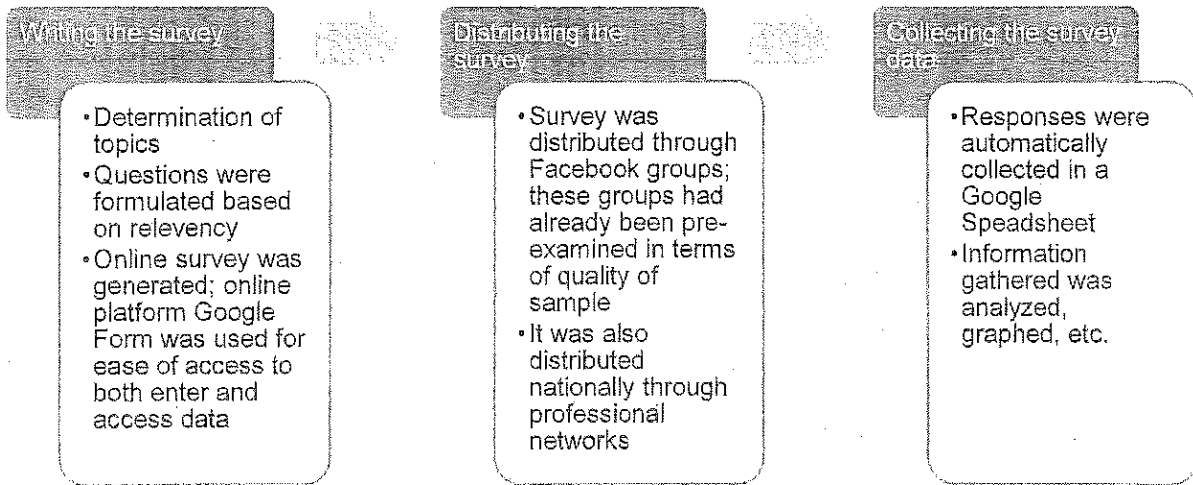 Writing the survey
•Determination of
topics
•Questions were
formulated based
on relevency
•Online survey was
generated; online
platform Google
Form was used for
ease of access to
both enter and
access data
Distributing the
survey
•Survey was
distributed through
Facebook groups;
these groups had
already been pre-
examined in terms
of quality of
sample
•It was also
distributed
nationally through
professional
networks
Collecting the survey
data
•Responses were
automatically
collected in a
Google
Speadsheet
•Information
gathered was
analyzed,
graphed, etc.